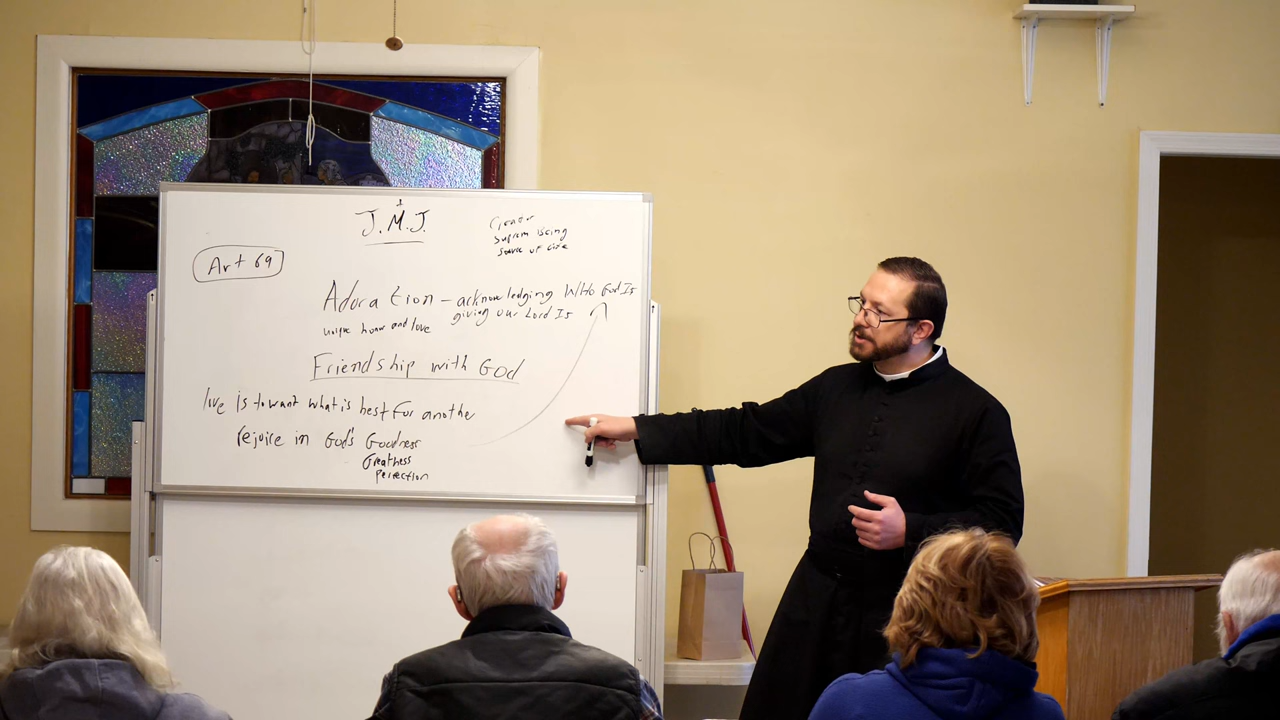 J.M.J.
Creator
Suprem Being
Source of Life
Art 69
Adoration - acknowledging WHo God Is
unique honor and love
giving our Lord Is
Friendship with God
love is to want what is best for another
rejoice in God's Goodness
Greatness
Perfection